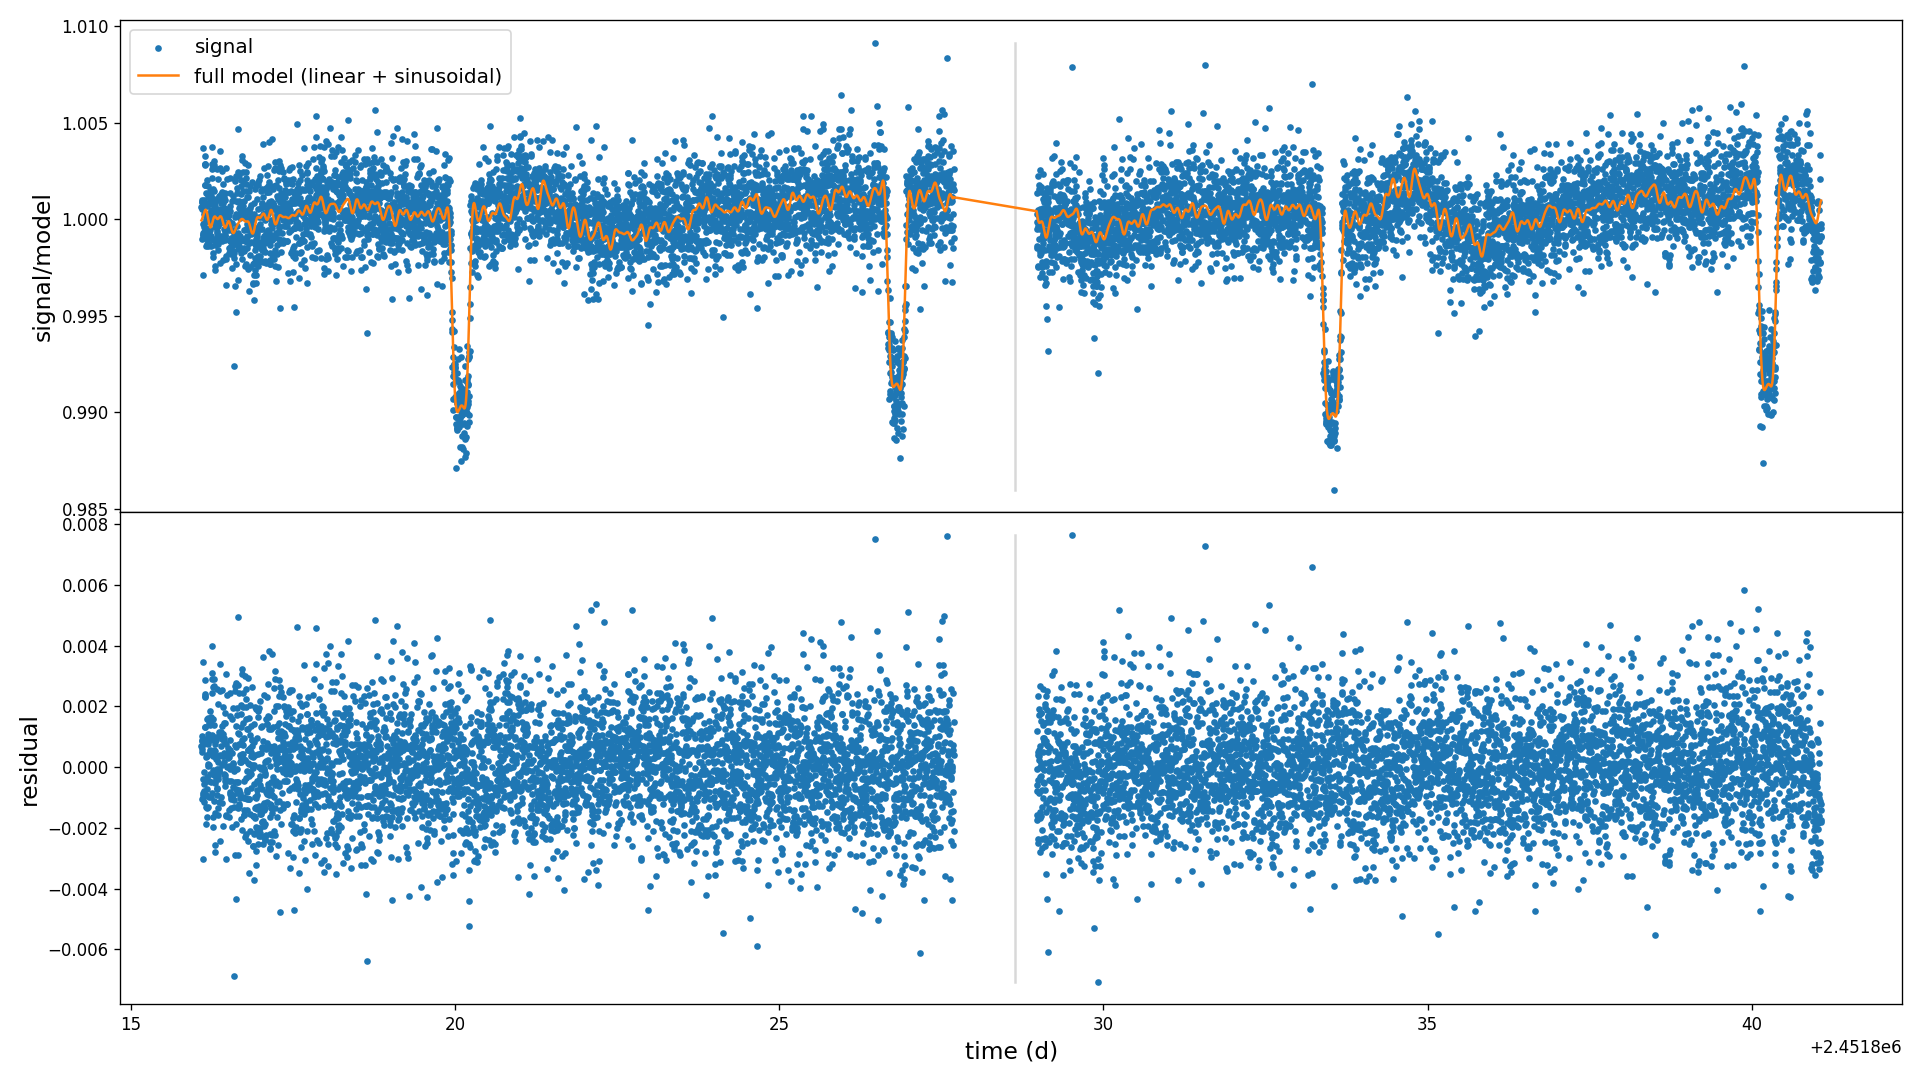 1.010
signal
full model (linear + sinusoidal)
1.005
1.000
0.995
0.990
0.985
signal/model
0.008
0.006
0.004
0.002
0.000
−0.002
−0.004
−0.006
residual
15 20 25 30 35 40
time (d)
+2.4518e6